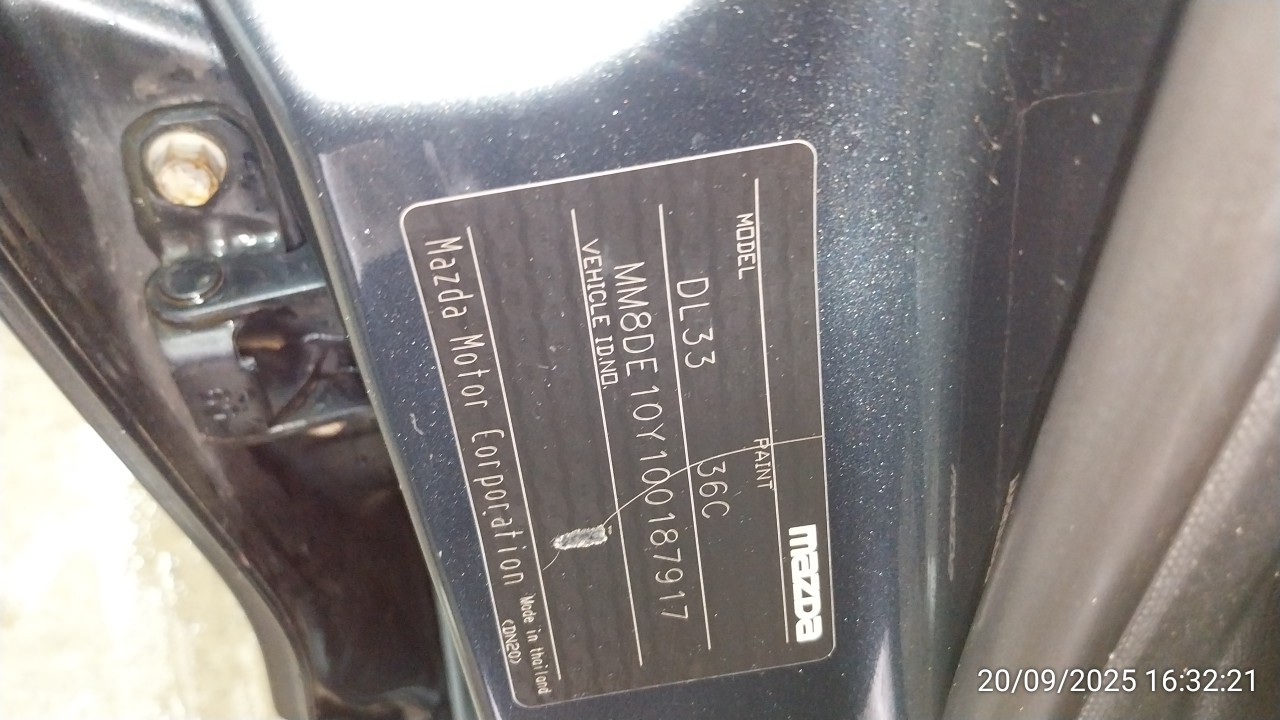 mazda
MODEL PAINT
DL33 36C
MM8DE10Y100187917
VEHICLE ID.NO.
Mazda Motor Corporation Made in thailand
(DN20)
20/09/2025 16:32:21